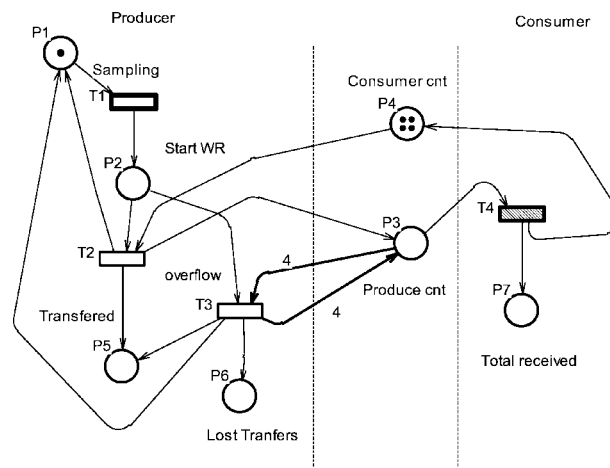 Producer
Consumer
P1
Sampling
T1
Consumer cnt
P4
Start WR
P2
P3
T4
T2
overflow
4
Produce cnt
T3
4
P7
Transfered
P5
P6
Total received
Lost Tranfers